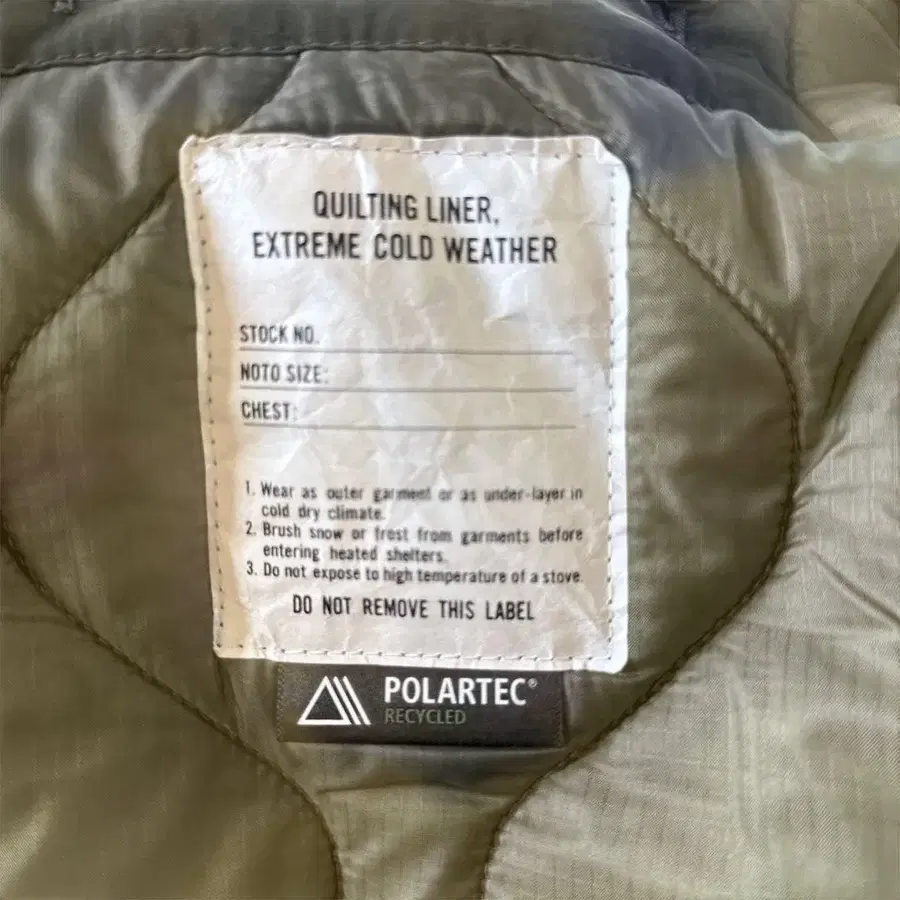 QUILTING LINER,
EXTREME COLD WEATHER
STOCK NO.
NOTO SIZE:
CHEST:
1. Wear as outer garment or as under-layer in
cold dry climate.
2. Brush snow or frost from garments before
entering heated shelters.
3. Do not expose to high temperature of a stove.
DO NOT REMOVE THIS LABEL
POLARTEC®
RECYCLED